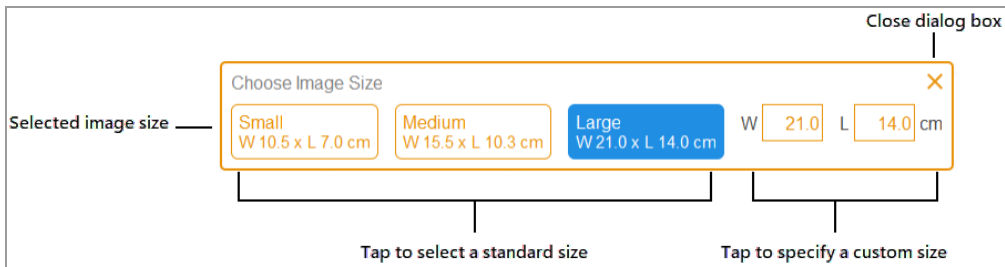 Close dialog box
Choose Image Size
Selected image size
Small
W 10.5 x L 7.0 cm
Medium
W 15.5 x L 10.3 cm
Large
W 21.0 x L 14.0 cm
W 21.0 L 14.0 cm
Tap to select a standard size
Tap to specify a custom size